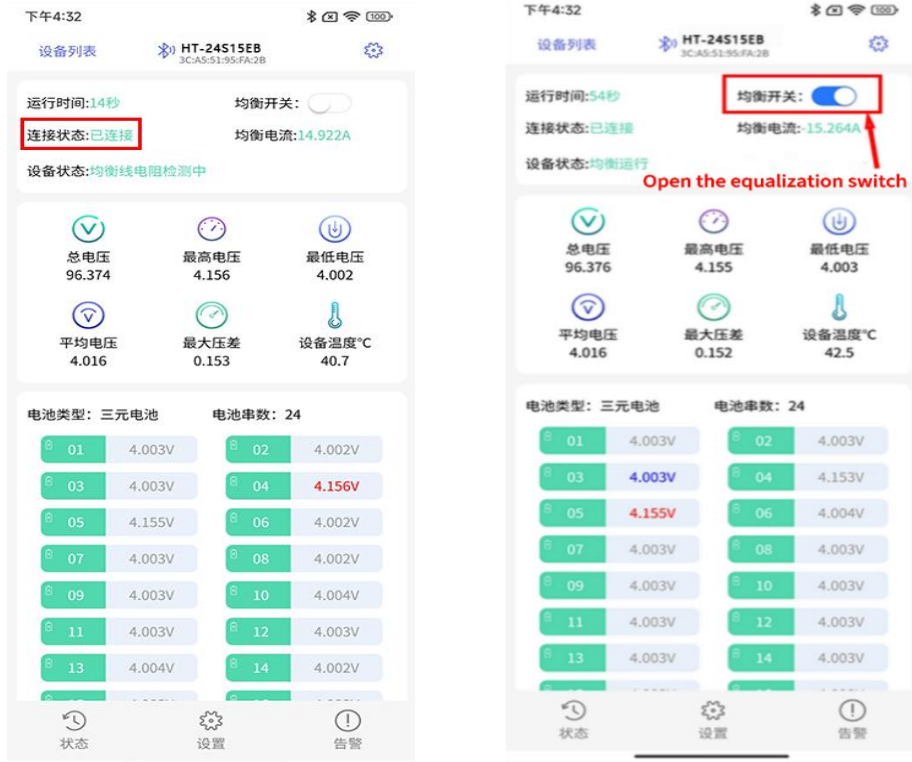 下午4:32
100
设备列表
HT-24S15EB
3C:A5:51:95:FA:2B
运行时间:14秒
均衡开关:
连接状态:已连接
均衡电流:14.922A
设备状态:均衡线电阻检测中
总电压
最高电压
最低电压
96.374
4.156
4.002
平均电压
最大压差
设备温度°C
4.016
0.153
40.7
电池类型: 三元电池
电池串数: 24
01 4.003V
02 4.002V
03 4.003V
04 4.156V
05 4.155V
06 4.002V
07 4.003V
08 4.002V
09 4.003V
10 4.004V
11 4.003V
12 4.003V
13 4.004V
14 4.002V
状态
设置
告警
下午4:32
100
设备列表
HT-24S15EB
3C:A5:51:95:FA:2B
运行时间:54秒
均衡开关:
连接状态:已连接
均衡电流:-15.264A
设备状态:均衡运行
Open the equalization switch
总电压
最高电压
最低电压
96.376
4.155
4.003
平均电压
最大压差
设备温度°C
4.016
0.152
42.5
电池类型: 三元电池
电池串数: 24
01 4.003V
02 4.003V
03 4.003V
04 4.153V
05 4.155V
06 4.004V
07 4.003V
08 4.003V
09 4.003V
10 4.003V
11 4.003V
12 4.003V
13 4.003V
14 4.003V
状态
设置
告警